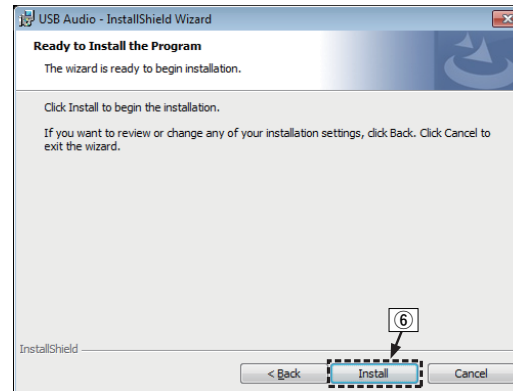 USB Audio - InstallShield Wizard
Ready to Install the Program
The wizard is ready to begin installation.
Click Install to begin the installation.
If you want to review or change any of your installation settings, click Back. Click Cancel to
exit the wizard.
⑥
InstallShield
< Back Install Cancel